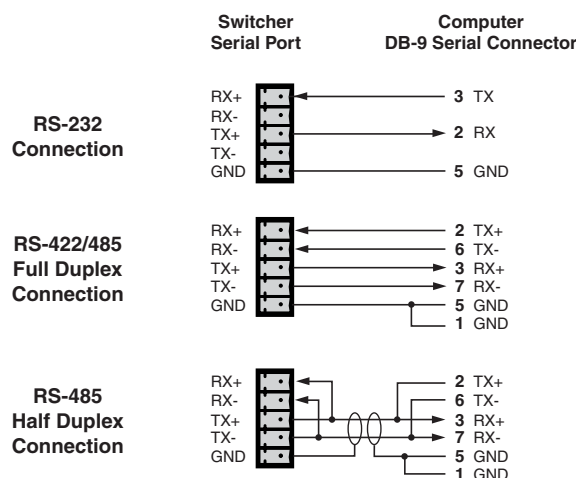 Switcher
Serial Port
Computer
DB-9 Serial Connector
RS-232
Connection
RX+
RX-
TX+
TX-
GND
3 TX
2 RX
5 GND
RS-422/485
Full Duplex
Connection
RX+
RX-
TX+
TX-
GND
2 TX+
6 TX-
3 RX+
7 RX-
5 GND
1 GND
RS-485
Half Duplex
Connection
RX+
RX-
TX+
TX-
GND
2 TX+
6 TX-
3 RX+
7 RX-
5 GND
1 GND